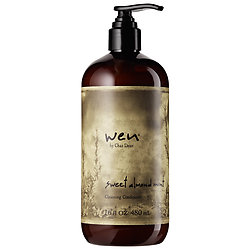 wen
by Chaz Dean
sweet almond mint
Cleansing Conditioner
16 fl. oz. 480 mL